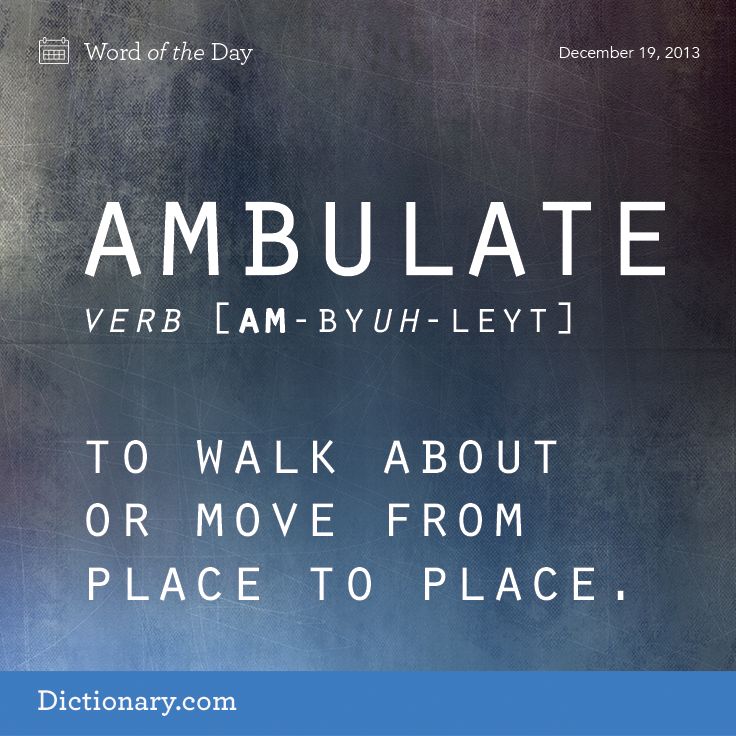 Word of the Day
December 19, 2013
AMBULATE
VERB [AM-BYUH-LEYT]
TO WALK ABOUT
OR MOVE FROM
PLACE TO PLACE.
Dictionary.com